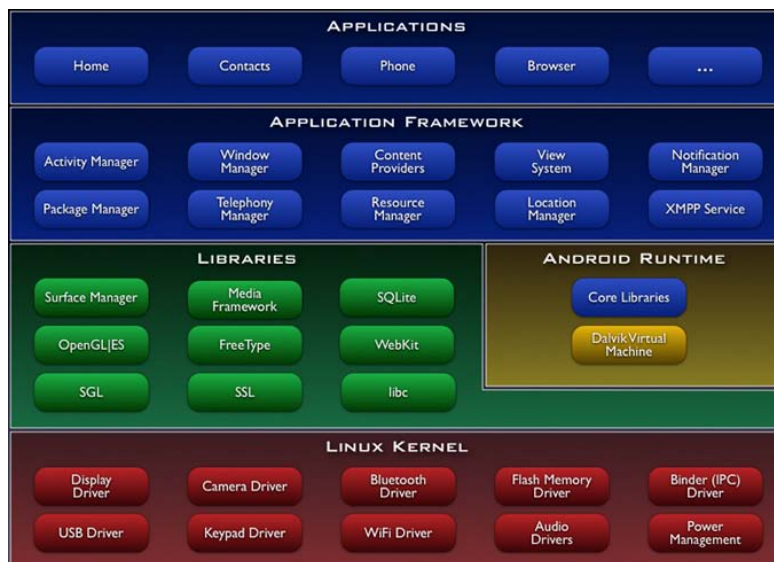 APPLICATIONS
Home
Contacts
Phone
Browser
...
APPLICATION FRAMEWORK
Activity Manager
Window
Manager
Content
Providers
View
System
Notification
Manager
Package Manager
Telephony
Manager
Resource
Manager
Location
Manager
XMPP Service
LIBRARIES
Surface Manager
Media
Framework
SQLite
OpenGL|ES
FreeType
WebKit
SGL
SSL
libc
ANDROID RUNTIME
Core Libraries
Dalvik Virtual
Machine
LINUX KERNEL
Display
Driver
Camera Driver
Bluetooth
Driver
Flash Memory
Driver
Binder (IPC)
Driver
USB Driver
Keypad Driver
WiFi Driver
Audio
Drivers
Power
Management